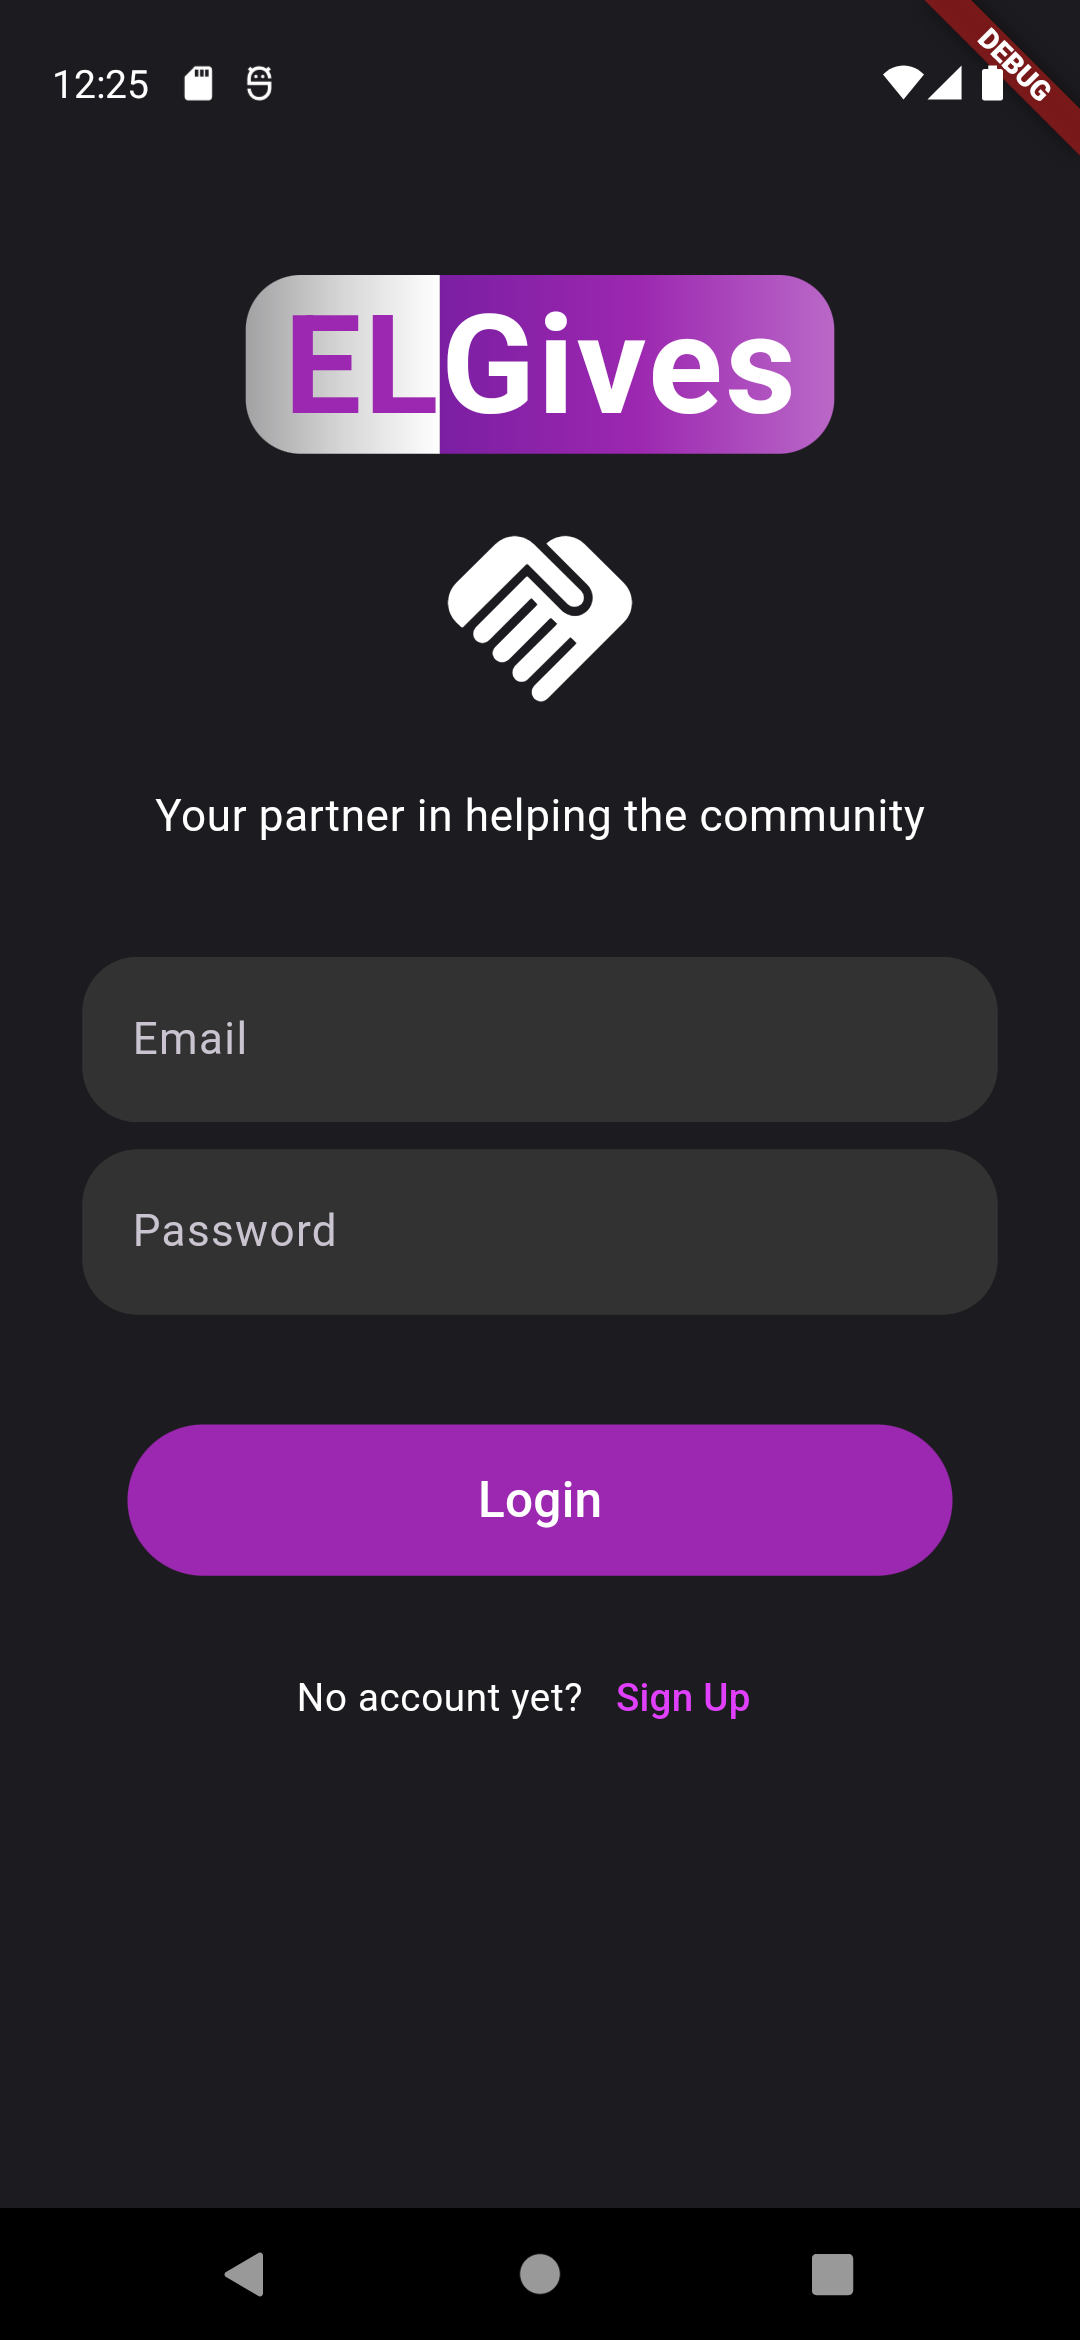 12:25
DEBUG
ELGives
Your partner in helping the community
Email
Password
Login
No account yet? Sign Up